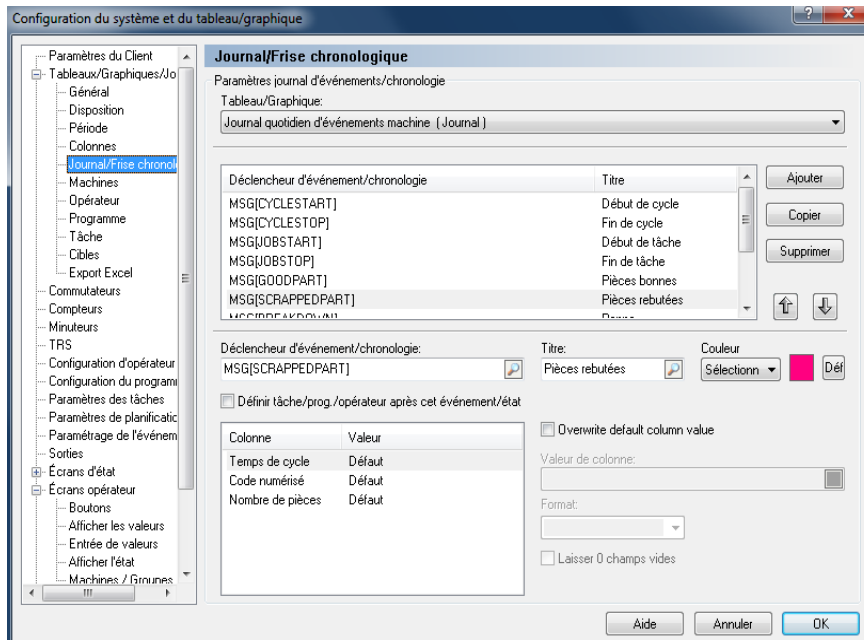 Configuration du système et du tableau/graphique
Paramètres du Client
Tableaux/Graphiques/Jo
Général
Disposition
Période
Colonnes
Journal/Frise chronol
Machines
Opérateur
Programme
Tâche
Cibles
Export Excel
Commutateurs
Compteurs
Minuteurs
TRS
Configuration d'opérateur
Configuration du program
Paramètres des tâches
Paramètres de planificatic
Paramétrage de l'événem
Sorties
Écrans d'état
Écrans opérateur
Boutons
Afficher les valeurs
Entrée de valeurs
Afficher l'état
Machines / Groupes
Journal/Frise chronologique
Paramètres journal d'événements/chronologie
Tableau/Graphique:
Journal quotidien d'événements machine ( Journal )
Déclencheur d'événement/chronologie Titre
MSG[CYCLESTART] Début de cycle
MSG[CYCLESTOP] Fin de cycle
MSG[JOBSTART] Début de tâche
MSG[JOBSTOP] Fin de tâche
MSG[GOODPART] Pièces bonnes
MSG[SCRAPPEDPART] Pièces rebutées
MSG[BREAKDOWN] Panne
Ajouter
Copier
Supprimer
Déclencheur d'événement/chronologie: Titre: Couleur
MSG[SCRAPPEDPART] Pièces rebutées Sélectionn Déf
Définir tâche/prog./opérateur après cet événement/état
Colonne Valeur
Temps de cycle Défaut
Code numérisé Défaut
Nombre de pièces Défaut
Overwrite default column value
Valeur de colonne:
Format:
Laisser 0 champs vides
Aide Annuler OK